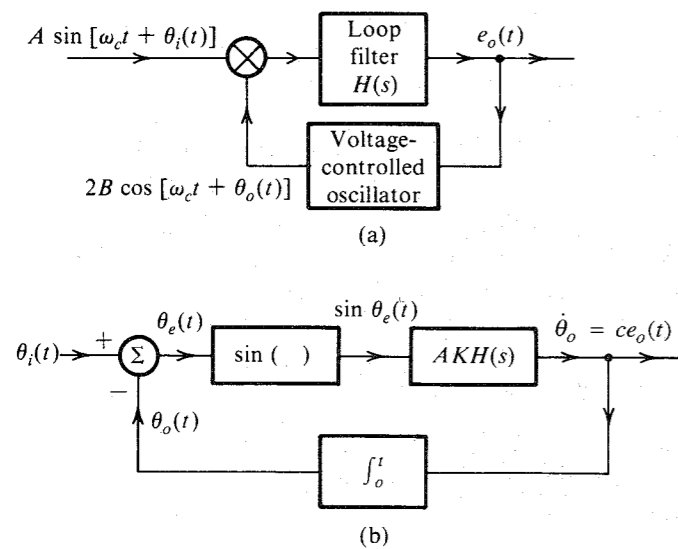 A sin [ω_c t + θ_i(t)]
Loop
filter
H(s)
e_o(t)
Voltage-
controlled
oscillator
2B cos [ω_c t + θ_o(t)]
(a)
θ_i(t)
+
−
Σ
θ_e(t)
sin ( )
sin θ_e(t)
AKH(s)
θ̇_o = ce_o(t)
θ_o(t)
∫_o^t
(b)